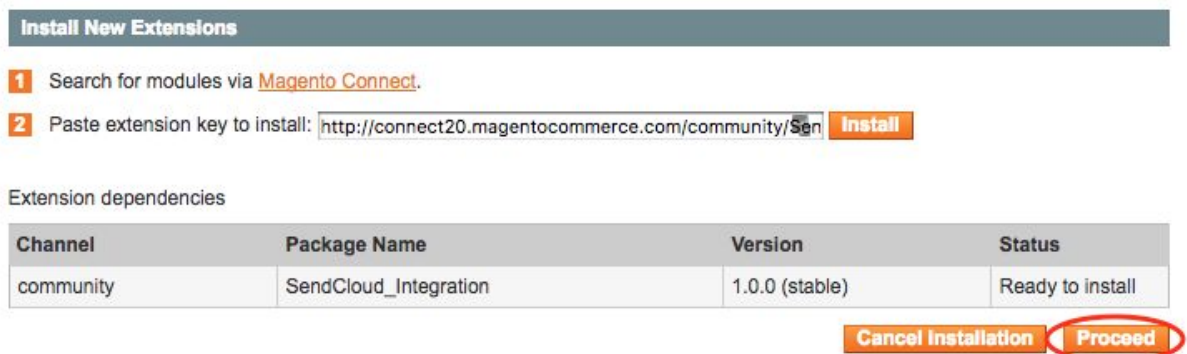 Install New Extensions
1 Search for modules via Magento Connect.
2 Paste extension key to install: http://connect20.magentocommerce.com/community/Sen Install
Extension dependencies
Channel Package Name Version Status
community SendCloud_Integration 1.0.0 (stable) Ready to install
Cancel Installation Proceed